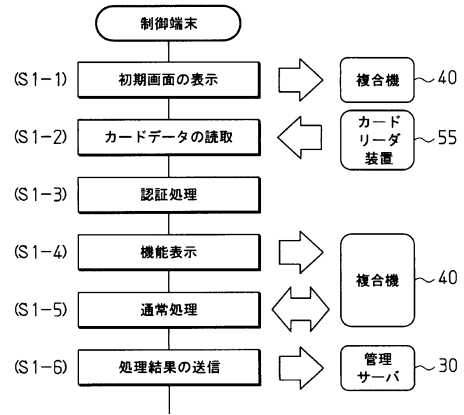 制御端末
(S1-1)
初期画面の表示
複合機
40
(S1-2)
カードデータの読取
カード
リーダ
装置
55
(S1-3)
認証処理
(S1-4)
機能表示
複合機
40
(S1-5)
通常処理
(S1-6)
処理結果の送信
管理
サーバ
30